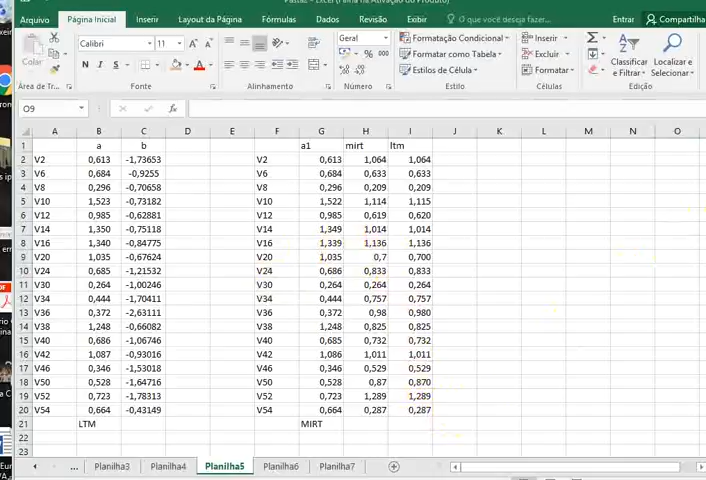 Pasta2 - Excel (Falha na Ativação do Produto)
Arquivo Página Inicial Inserir Layout da Página Fórmulas Dados Revisão Exibir O que você deseja fazer... Entrar Compartilha
Colar Calibri 11 A A Geral Formatação Condicional Inserir Σ
N I S % 000 Formatar como Tabela Excluir Classificar Localizar e
Estilos de Célula Formatar e Filtrar Selecionar
Área de Tr... Fonte Alinhamento Número Estilo Células Edição
O9 fx
A B C D E F G H I J K L M N O
1 a b a1 mirt ltm
2 V2 0,613 -1,73653 V2 0,613 1,064 1,064
3 V6 0,684 -0,9255 V6 0,684 0,633 0,633
4 V8 0,296 -0,70658 V8 0,296 0,209 0,209
5 V10 1,523 -0,73182 V10 1,522 1,114 1,115
6 V12 0,985 -0,62881 V12 0,985 0,619 0,620
7 V14 1,350 -0,75118 V14 1,349 1,014 1,014
8 V16 1,340 -0,84775 V16 1,339 1,136 1,136
9 V20 1,035 -0,67624 V20 1,035 0,7 0,700
10 V24 0,685 -1,21532 V24 0,686 0,833 0,833
11 V30 0,264 -1,00246 V30 0,264 0,264 0,264
12 V34 0,444 -1,70411 V34 0,444 0,757 0,757
13 V36 0,372 -2,63111 V36 0,372 0,98 0,980
14 V38 1,248 -0,66082 V38 1,248 0,825 0,825
15 V40 0,686 -1,06746 V40 0,685 0,732 0,732
16 V42 1,087 -0,93016 V42 1,086 1,011 1,011
17 V46 0,346 -1,53018 V46 0,346 0,529 0,529
18 V50 0,528 -1,64716 V50 0,528 0,87 0,870
19 V52 0,723 -1,78313 V52 0,723 1,289 1,289
20 V54 0,664 -0,43149 V54 0,664 0,287 0,287
21 LTM MIRT
22
23
... Planilha3 Planilha4 Planilha5 Planilha6 Planilha7